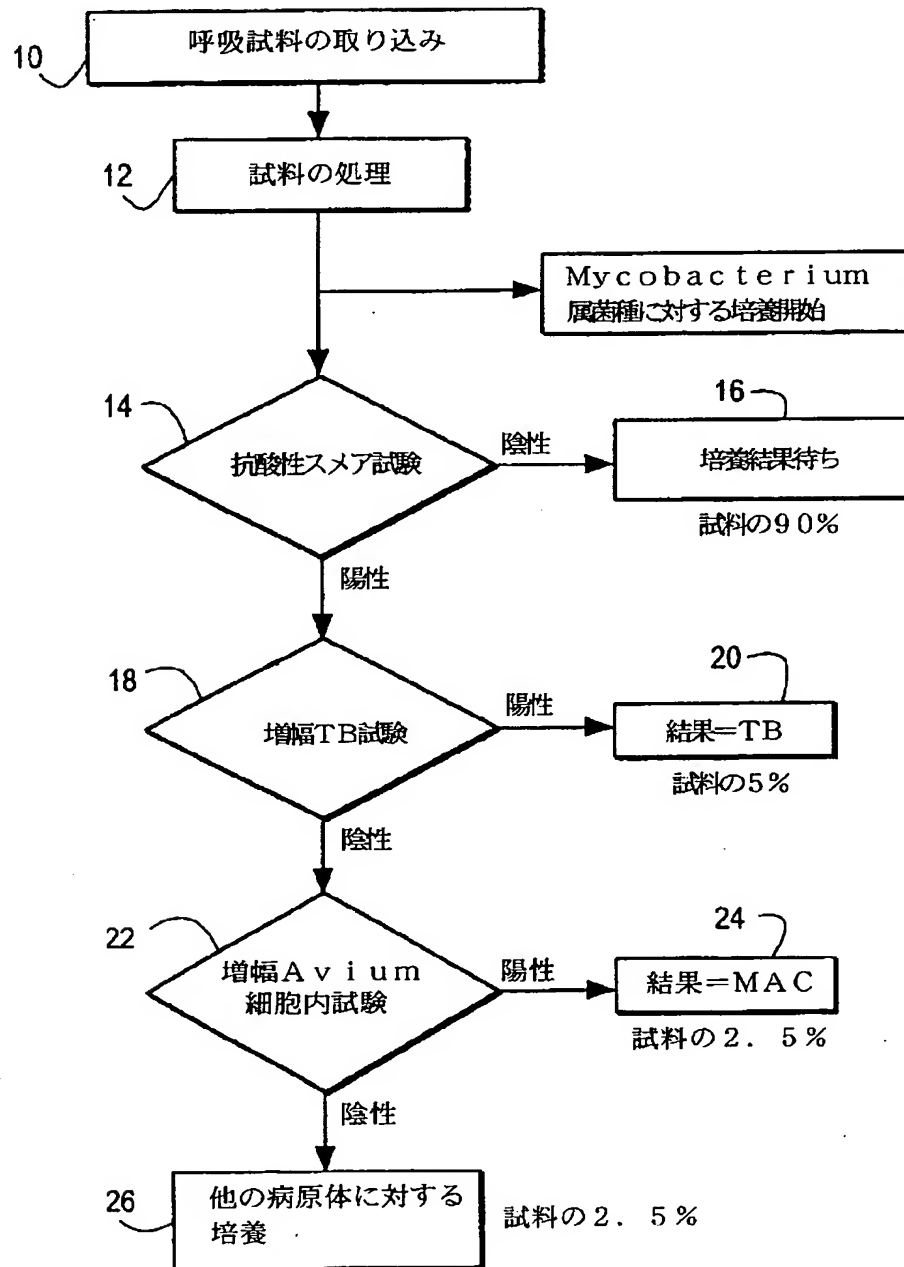 10
呼吸試料の取り込み
12
試料の処理
Mycobacterium
属菌種に対する培養開始
14
抗酸性スメア試験
陰性
16
培養結果待ち
試料の90%
陽性
18
増幅TB試験
陽性
20
結果=TB
試料の5%
陰性
22
増幅Avium
細胞内試験
陽性
24
結果=MAC
試料の2.5%
陰性
26
他の病原体に対する
培養
試料の2.5%